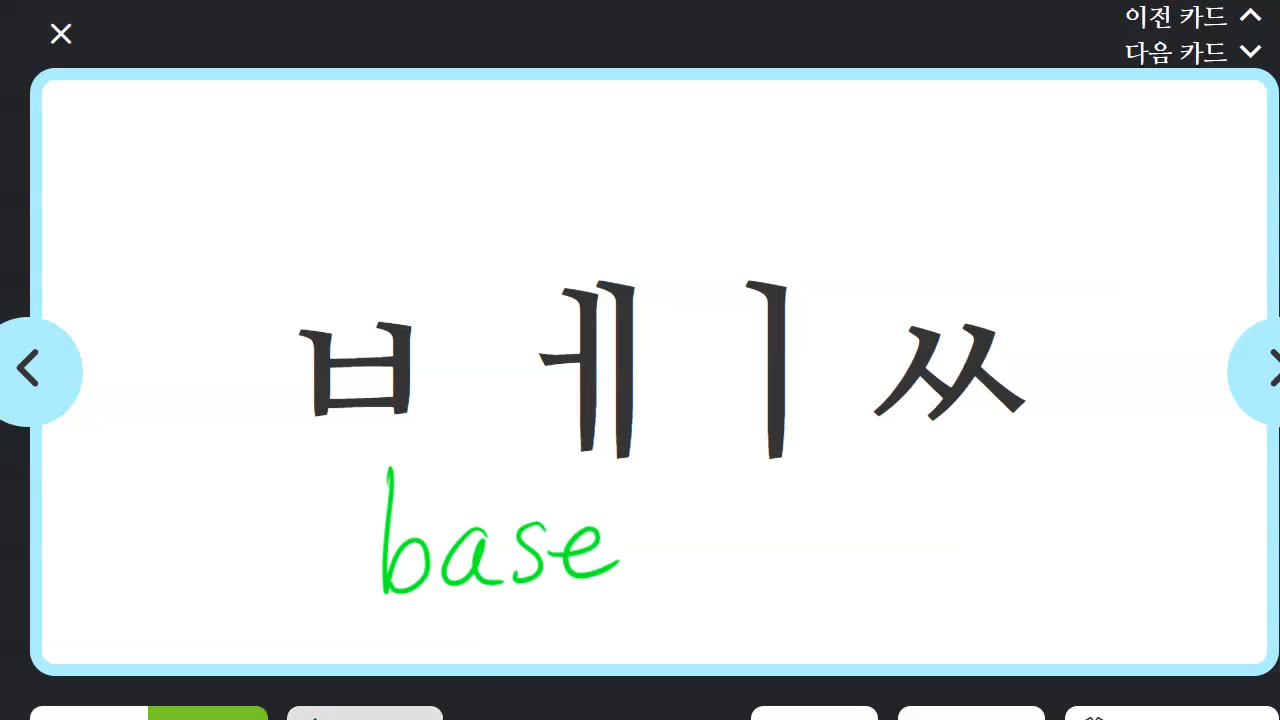 이전 카드
다음 카드
ㅂ ㅔ ㅣ ㅆ
base